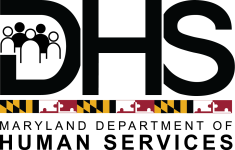 DHS
MARYLAND DEPARTMENT OF
HUMAN SERVICES